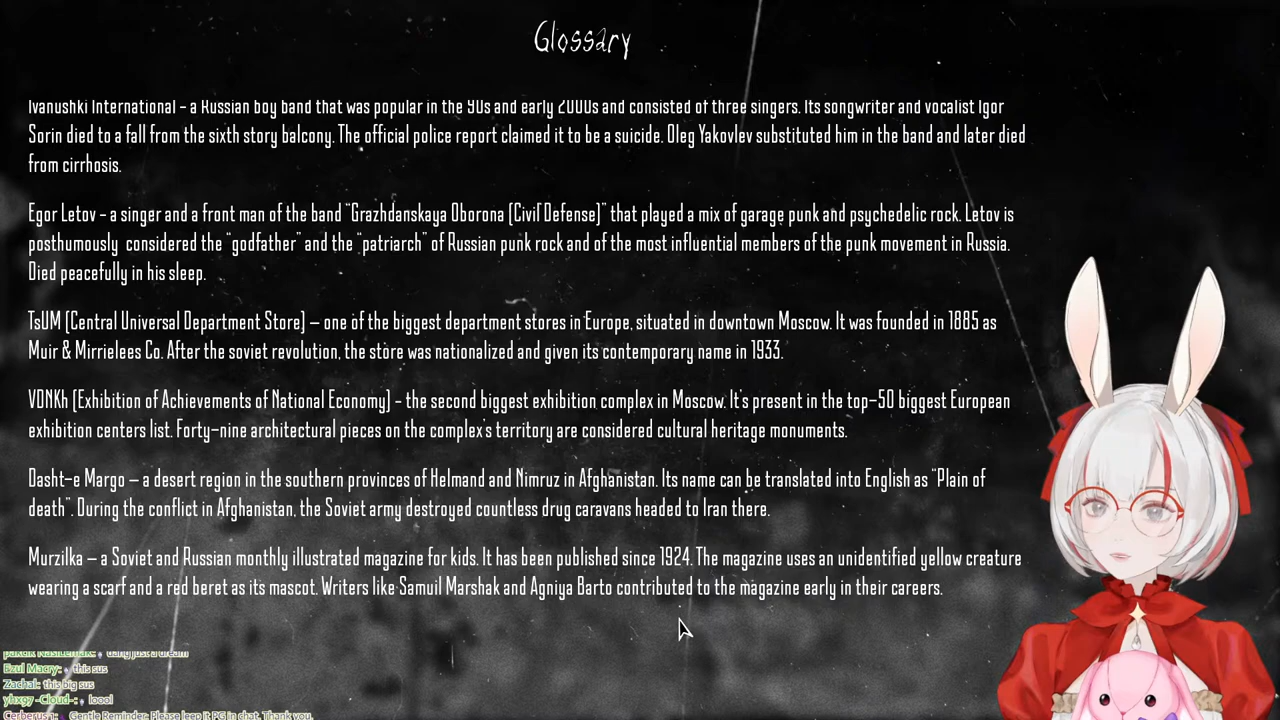 Glossary
Ivanushki International - a Russian boy band that was popular in the 90s and early 2000s and consisted of three singers. Its songwriter and vocalist Igor
Sorin died to a fall from the sixth story balcony. The official police report claimed it to be a suicide. Oleg Yakovlev substituted him in the band and later died
from cirrhosis.
Egor Letov - a singer and a front man of the band "Grazhdanskaya Oborona (Civil Defense)" that played a mix of garage punk and psychedelic rock. Letov is
posthumously considered the "godfather" and the "patriarch" of Russian punk rock and of the most influential members of the punk movement in Russia.
Died peacefully in his sleep.
TsUM (Central Universal Department Store) – one of the biggest department stores in Europe, situated in downtown Moscow. It was founded in 1885 as
Muir & Mirrielees Co. After the soviet revolution, the store was nationalized and given its contemporary name in 1933.
VDNKh (Exhibition of Achievements of National Economy) - the second biggest exhibition complex in Moscow. It's present in the top-50 biggest European
exhibition centers list. Forty-nine architectural pieces on the complex's territory are considered cultural heritage monuments.
Dasht-e Margo – a desert region in the southern provinces of Helmand and Nimruz in Afghanistan. Its name can be translated into English as "Plain of
death". During the conflict in Afghanistan, the Soviet army destroyed countless drug caravans headed to Iran there.
Murzilka – a Soviet and Russian monthly illustrated magazine for kids. It has been published since 1924. The magazine uses an unidentified yellow creature
wearing a scarf and a red beret as its mascot. Writers like Samuil Marshak and Agniya Barto contributed to the magazine early in their careers.
dang just a dream
Ezul Macry: this sus
Zachal: this big sus
yhxg7 -Cloud-: loool
Gentle Reminder: Please keep it PG in chat. Thank you.